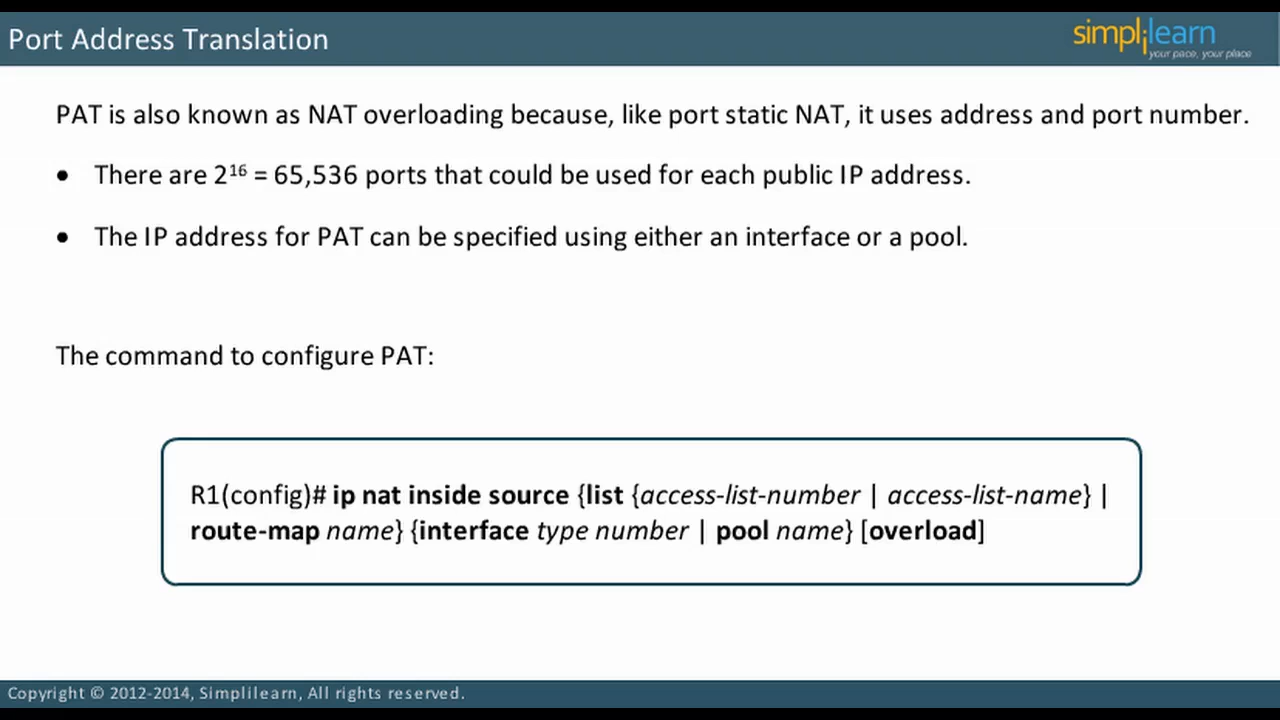 Port Address Translation
simplilearn
your pace, your place
PAT is also known as NAT overloading because, like port static NAT, it uses address and port number.
• There are 2¹⁶ = 65,536 ports that could be used for each public IP address.
• The IP address for PAT can be specified using either an interface or a pool.
The command to configure PAT:
R1(config)# ip nat inside source {list {access-list-number | access-list-name} |
route-map name} {interface type number | pool name} [overload]
Copyright © 2012-2014, Simplilearn, All rights reserved.